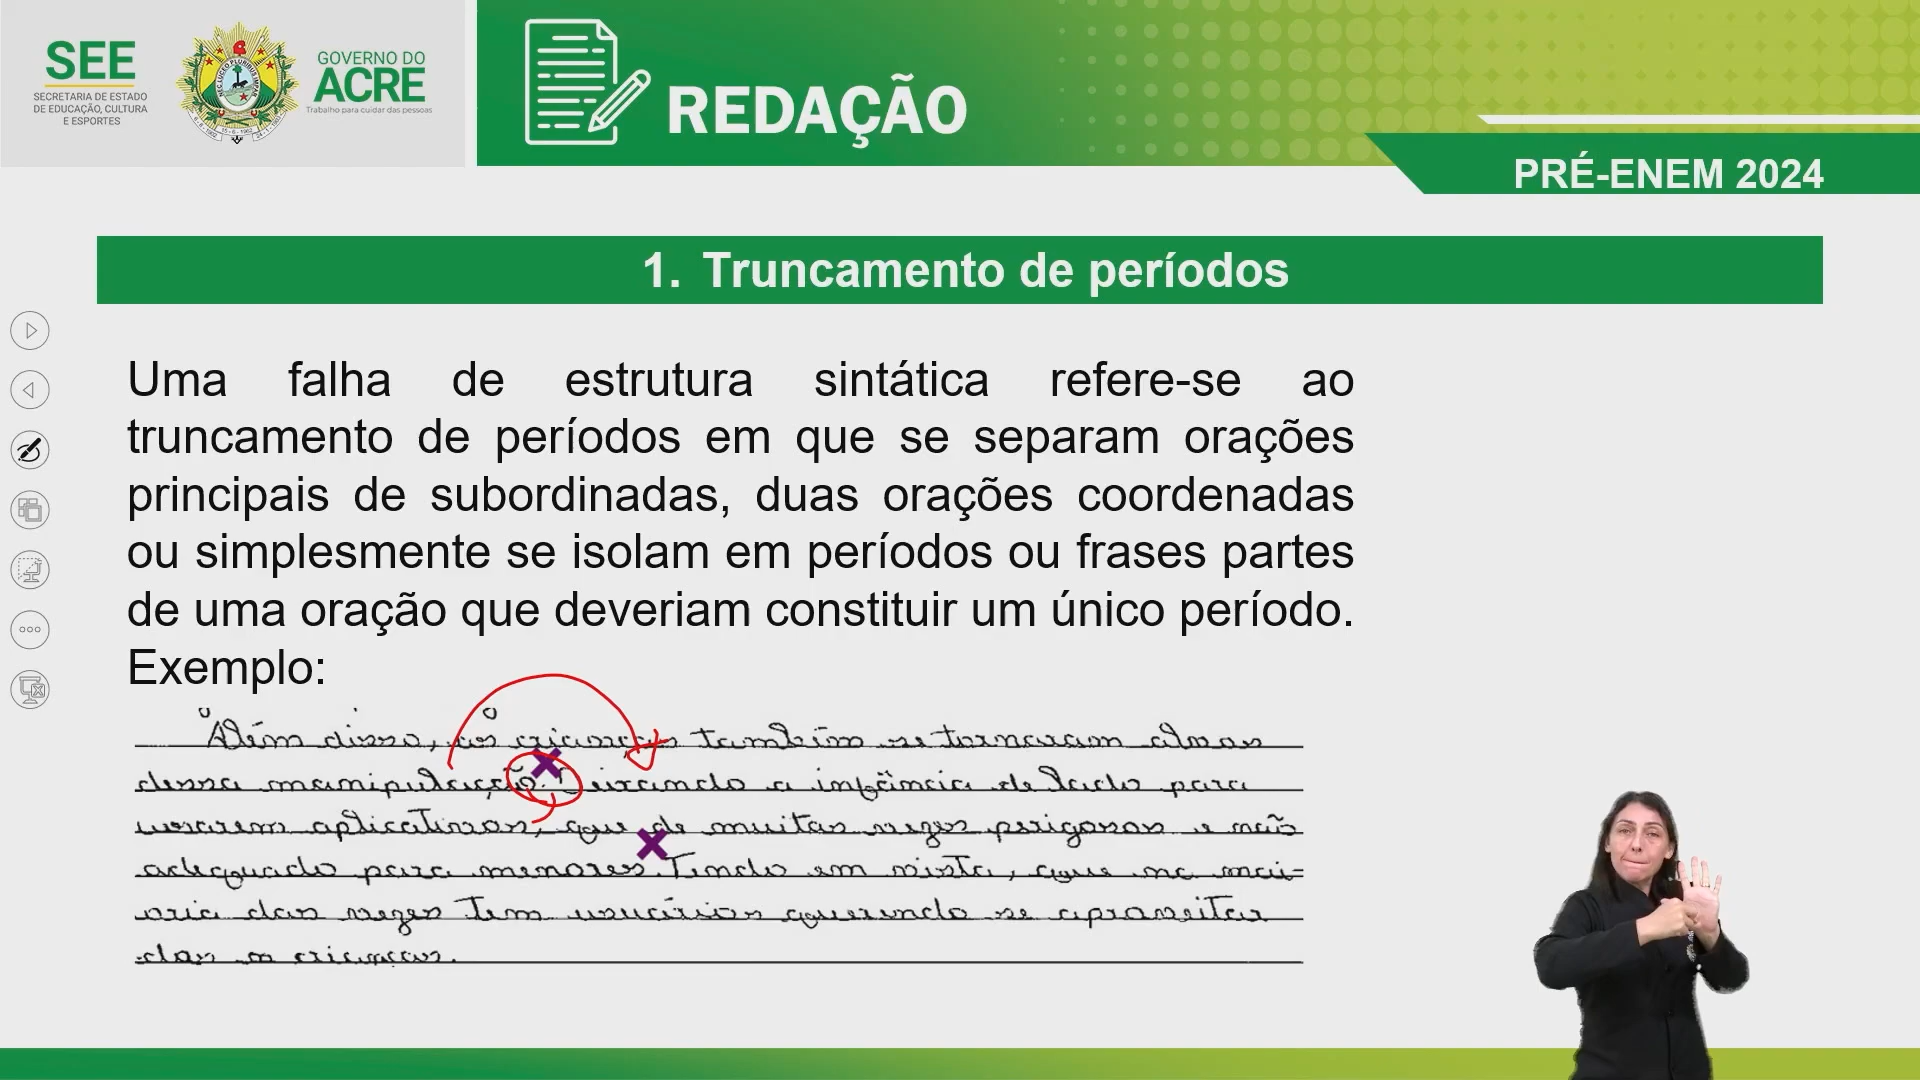 SEE
SECRETARIA DE ESTADO
DE EDUCAÇÃO, CULTURA
E ESPORTES
GOVERNO DO
ACRE
Trabalho para cuidar das pessoas
REDAÇÃO
PRÉ-ENEM 2024
1. Truncamento de períodos
Uma falha de estrutura sintática refere-se ao
truncamento de períodos em que se separam orações
principais de subordinadas, duas orações coordenadas
ou simplesmente se isolam em períodos ou frases partes
de uma oração que deveriam constituir um único período.
Exemplo:
Além disso, as crianças também se tornaram alvos
dessa manipulação. Deixando a infância de lado para
usarem aplicativos, que de muitas vezes perigosos e não
adequado para menores. Tendo em vista, que na mai-
oria das vezes tem usuários querendo se aproveitar
das crianças.